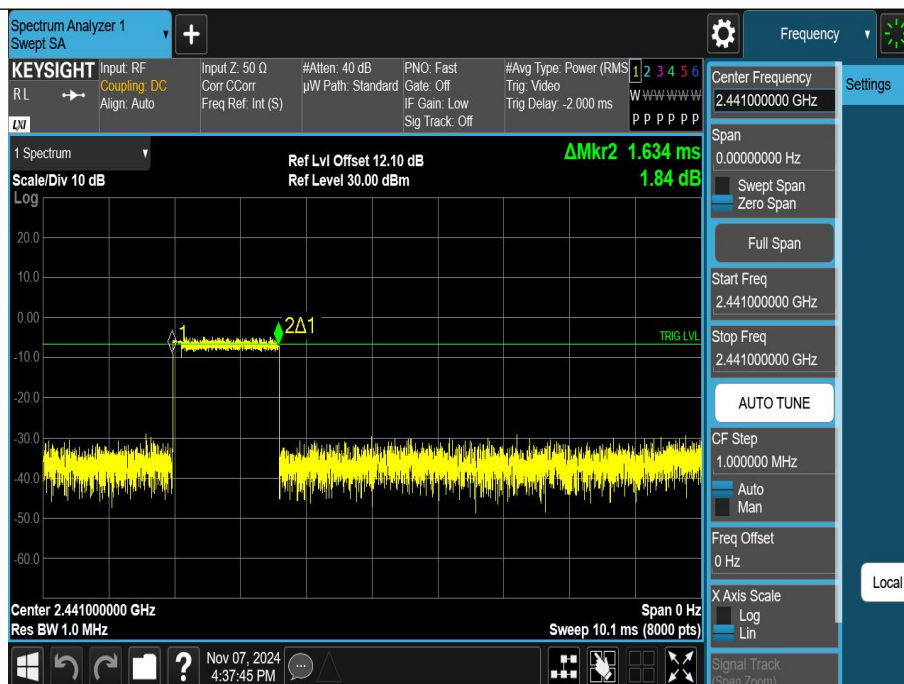 Spectrum Analyzer 1
Swept SA
Frequency
KEYSIGHT
R L
LXI
Input: RF
Coupling: DC
Align: Auto
Input Z: 50 Ω
Corr CCorr
Freq Ref: Int (S)
#Atten: 40 dB
µW Path: Standard
PNO: Fast
Gate: Off
IF Gain: Low
Sig Track: Off
#Avg Type: Power (RMS
Trig: Video
Trig Delay: -2.000 ms
1 2 3 4 5 6
W W W W W W
P P P P P P
Center Frequency
2.441000000 GHz
Settings
1 Spectrum
Scale/Div 10 dB
Log
Ref Lvl Offset 12.10 dB
Ref Level 30.00 dBm
ΔMkr2 1.634 ms
1.84 dB
20.0
10.0
0.00
-10.0
-20.0
-30.0
-40.0
-50.0
-60.0
1
2Δ1
TRIG LVL
Span
0.00000000 Hz
Swept Span
Zero Span
Full Span
Start Freq
2.441000000 GHz
Stop Freq
2.441000000 GHz
AUTO TUNE
CF Step
1.000000 MHz
Auto
Man
Freq Offset
0 Hz
X Axis Scale
Log
Lin
Signal Track
(Span Zoom)
Local
Center 2.441000000 GHz
Res BW 1.0 MHz
Span 0 Hz
Sweep 10.1 ms (8000 pts)
?
Nov 07, 2024
4:37:45 PM